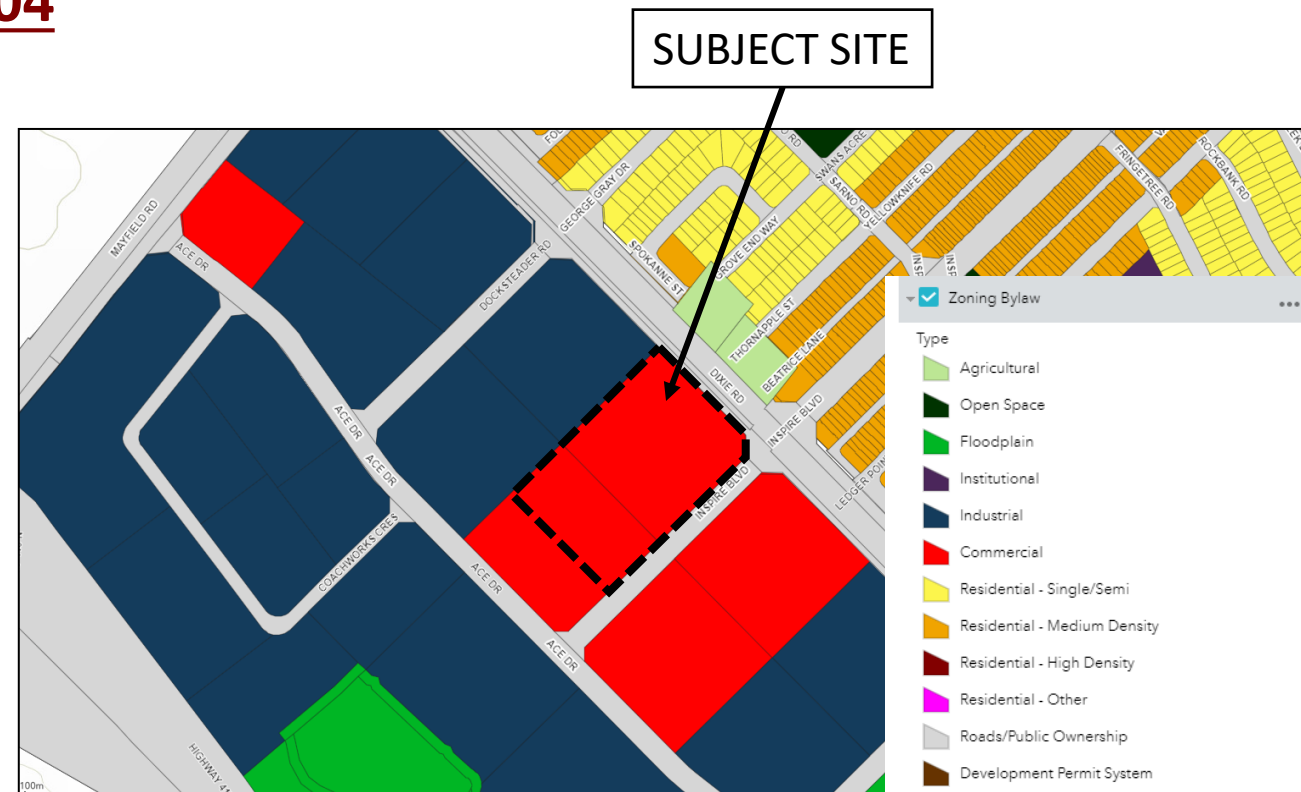 04
SUBJECT SITE
MAYFIELD RD
ACE DR
DOCKSTEADER RD
GEORGE GRAY DR
SPOKANNE ST
GROVE END WAY
SWANS ACRE
SARNO RD
YELLOWKNIFE RD
FRINGETREE RD
ROCKBANK RD
THORNAPPLE ST
BEATRICE LANE
DIXIE RD
INSPIRE BLVD
INSPIRE BLVD
ACE DR
ACE DR
COACHWORKS CRES
ACE DR
ACE DR
HIGHWAY 41
100m
Zoning Bylaw
Type
Agricultural
Open Space
Floodplain
Institutional
Industrial
Commercial
Residential - Single/Semi
Residential - Medium Density
Residential - High Density
Residential - Other
Roads/Public Ownership
Development Permit System